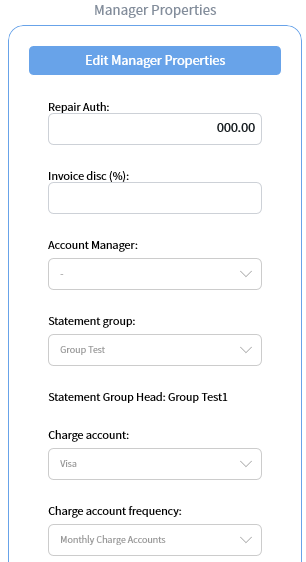 Manager Properties
Edit Manager Properties
Repair Auth:
000.00
Invoice disc (%):
Account Manager:
-
Statement group:
Group Test
Statement Group Head: Group Test1
Charge account:
Visa
Charge account frequency:
Monthly Charge Accounts